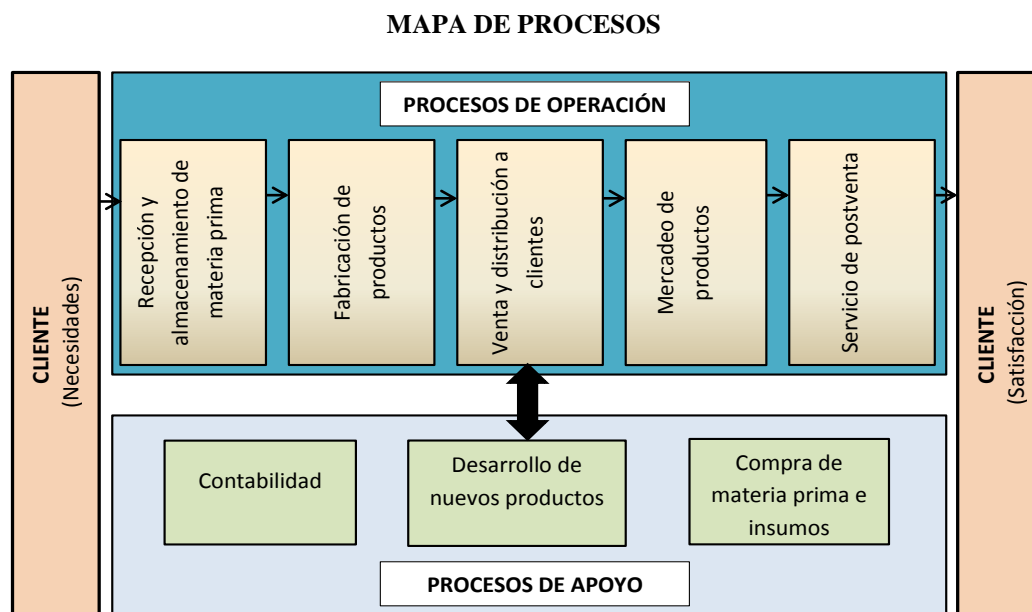 MAPA DE PROCESOS
PROCESOS DE OPERACIÓN
CLIENTE
(Necesidades)
Recepción y
almacenamiento de
materia prima
Fabricación de
productos
Venta y distribución a
clientes
Mercadeo de
productos
Servicio de postventa
CLIENTE
(Satisfacción)
Contabilidad
Desarrollo de
nuevos productos
Compra de
materia prima e
insumos
PROCESOS DE APOYO